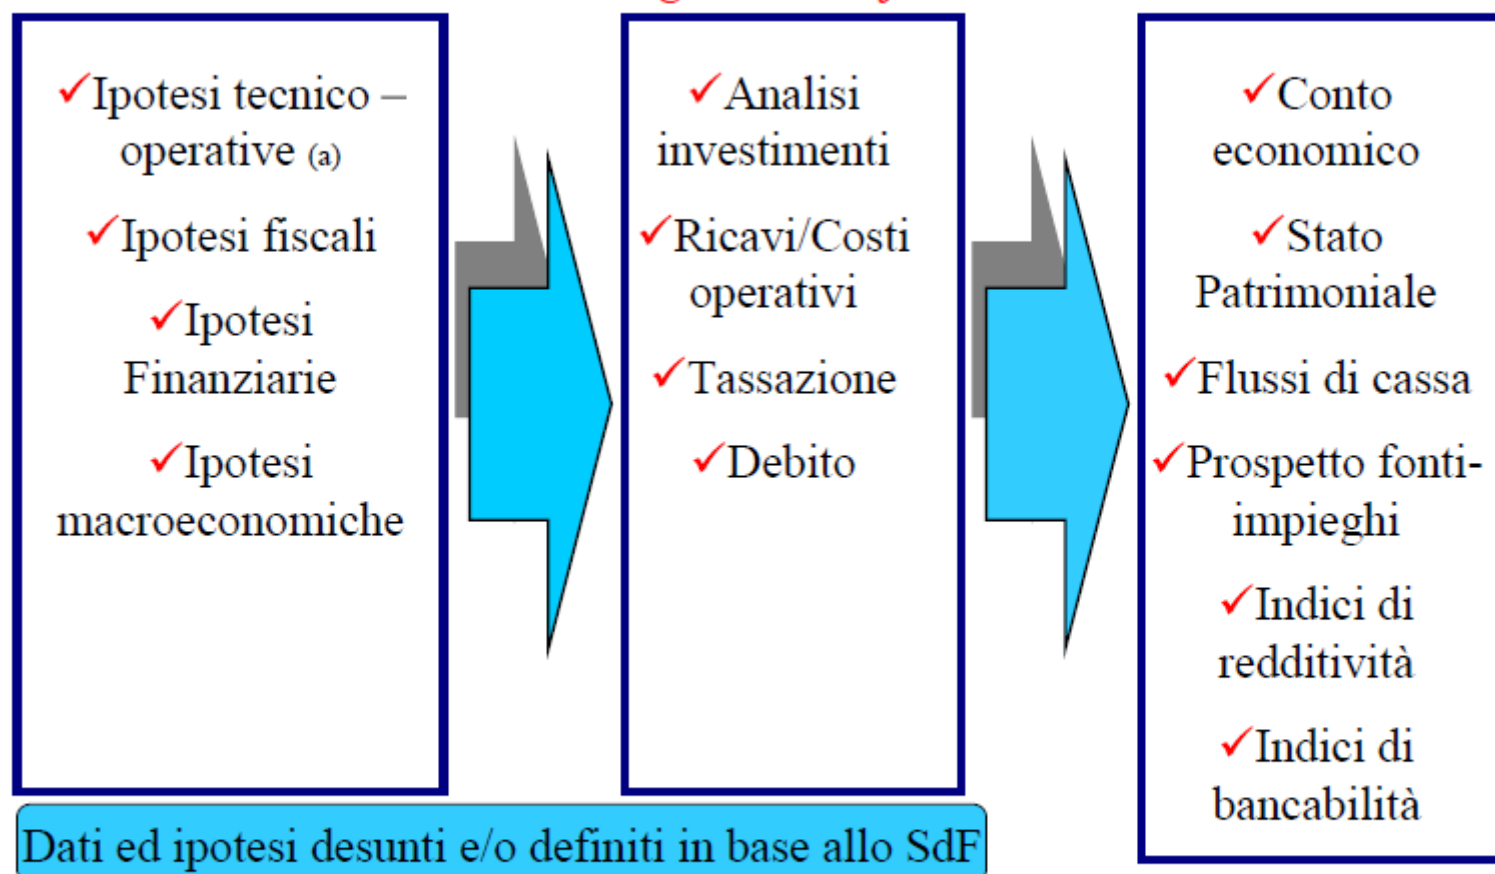 ✓Ipotesi tecnico –
operative (a)
✓Ipotesi fiscali
✓Ipotesi
Finanziarie
✓Ipotesi
macroeconomiche
✓Analisi
investimenti
✓Ricavi/Costi
operativi
✓Tassazione
✓Debito
✓Conto
economico
✓Stato
Patrimoniale
✓Flussi di cassa
✓Prospetto fonti-
impieghi
✓Indici di
redditività
✓Indici di
bancabilità
Dati ed ipotesi desunti e/o definiti in base allo SdF